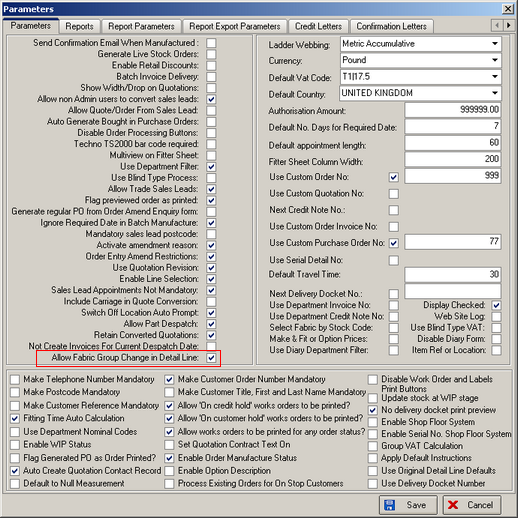 Parameters
Parameters
Reports
Report Parameters
Report Export Parameters
Credit Letters
Confirmation Letters
Send Confirmation Email When Manufactured :
Generate Live Stock Orders:
Enable Retail Discounts:
Batch Invoice Delivery:
Show Width/Drop on Quotations:
Allow non Admin users to convert sales leads:
Allow Quote/Order From Sales Lead:
Auto Generate Bought in Purchase Orders:
Disable Order Processing Buttons:
Techno TS2000 bar code required:
Multiview on Fitter Sheet:
Use Department Filter:
Use Blind Type Process:
Allow Trade Sales Leads:
Flag previewed order as printed:
Generate regular PO from Order Amend Enquiry form:
Ignore Required Date in Batch Manufacture:
Mandatory sales lead postcode:
Activate amendment reason:
Order Entry Amend Restrictions:
Use Quotation Revision:
Enable Line Selection:
Sales Lead Appointments Not Mandatory:
Include Carriage in Quote Conversion:
Switch Off Location Auto Prompt:
Allow Part Despatch:
Retain Converted Quotations:
Not Create Invoices For Current Despatch Date:
Allow Fabric Group Change in Detail Line:
Ladder Webbing: Metric Accumulative
Currency: Pound
Default Vat Code: T1|17.5
Default Country: UNITED KINGDOM
Authorisation Amount: 999999.00
Default No. Days for Required Date: 7
Default appointment length: 60
Fitter Sheet Column Width: 200
Use Custom Order No: 999
Use Custom Quotation No:
Next Credit Note No.:
Use Custom Order Invoice No:
Use Custom Purchase Order No: 77
Use Serial Detail No:
Default Travel Time: 30
Next Delivery Docket No.:
Use Department Invoice No: Display Checked:
Use Department Credit Note No: Web Site Log:
Select Fabric by Stock Code: Use Blind Type VAT:
Make & Fit or Option Prices: Disable Diary Form:
Use Diary Department Filter: Item Ref or Location:
Make Telephone Number Mandatory
Make Postcode Mandatory
Make Customer Reference Mandatory
Fitting Time Auto Calculation
Use Department Nominal Codes
Enable WIP Status
Flag Generated PO as Order Printed?
Auto Create Quotation Contact Record
Default to Null Measurement
Make Customer Order Number Mandatory
Make Customer Title, First and Last Name Mandatory
Allow 'On credit hold' works orders to be printed?
Allow 'On customer hold' works orders to be printed?
Allow works orders to be printed for any order status?
Set Quotation Contract Text On
Enable Order Manufacture Status
Enable Option Description
Process Existing Orders for On Stop Customers
Disable Work Order and Labels
Print Buttons
Update stock at WIP stage
No delivery docket print preview
Enable Shop Floor System
Enable Serial No. Shop Floor System
Group VAT Calculation
Apply Default Instructions
Use Original Detail Line Defaults
Use Delivery Docket Number
Save
Cancel